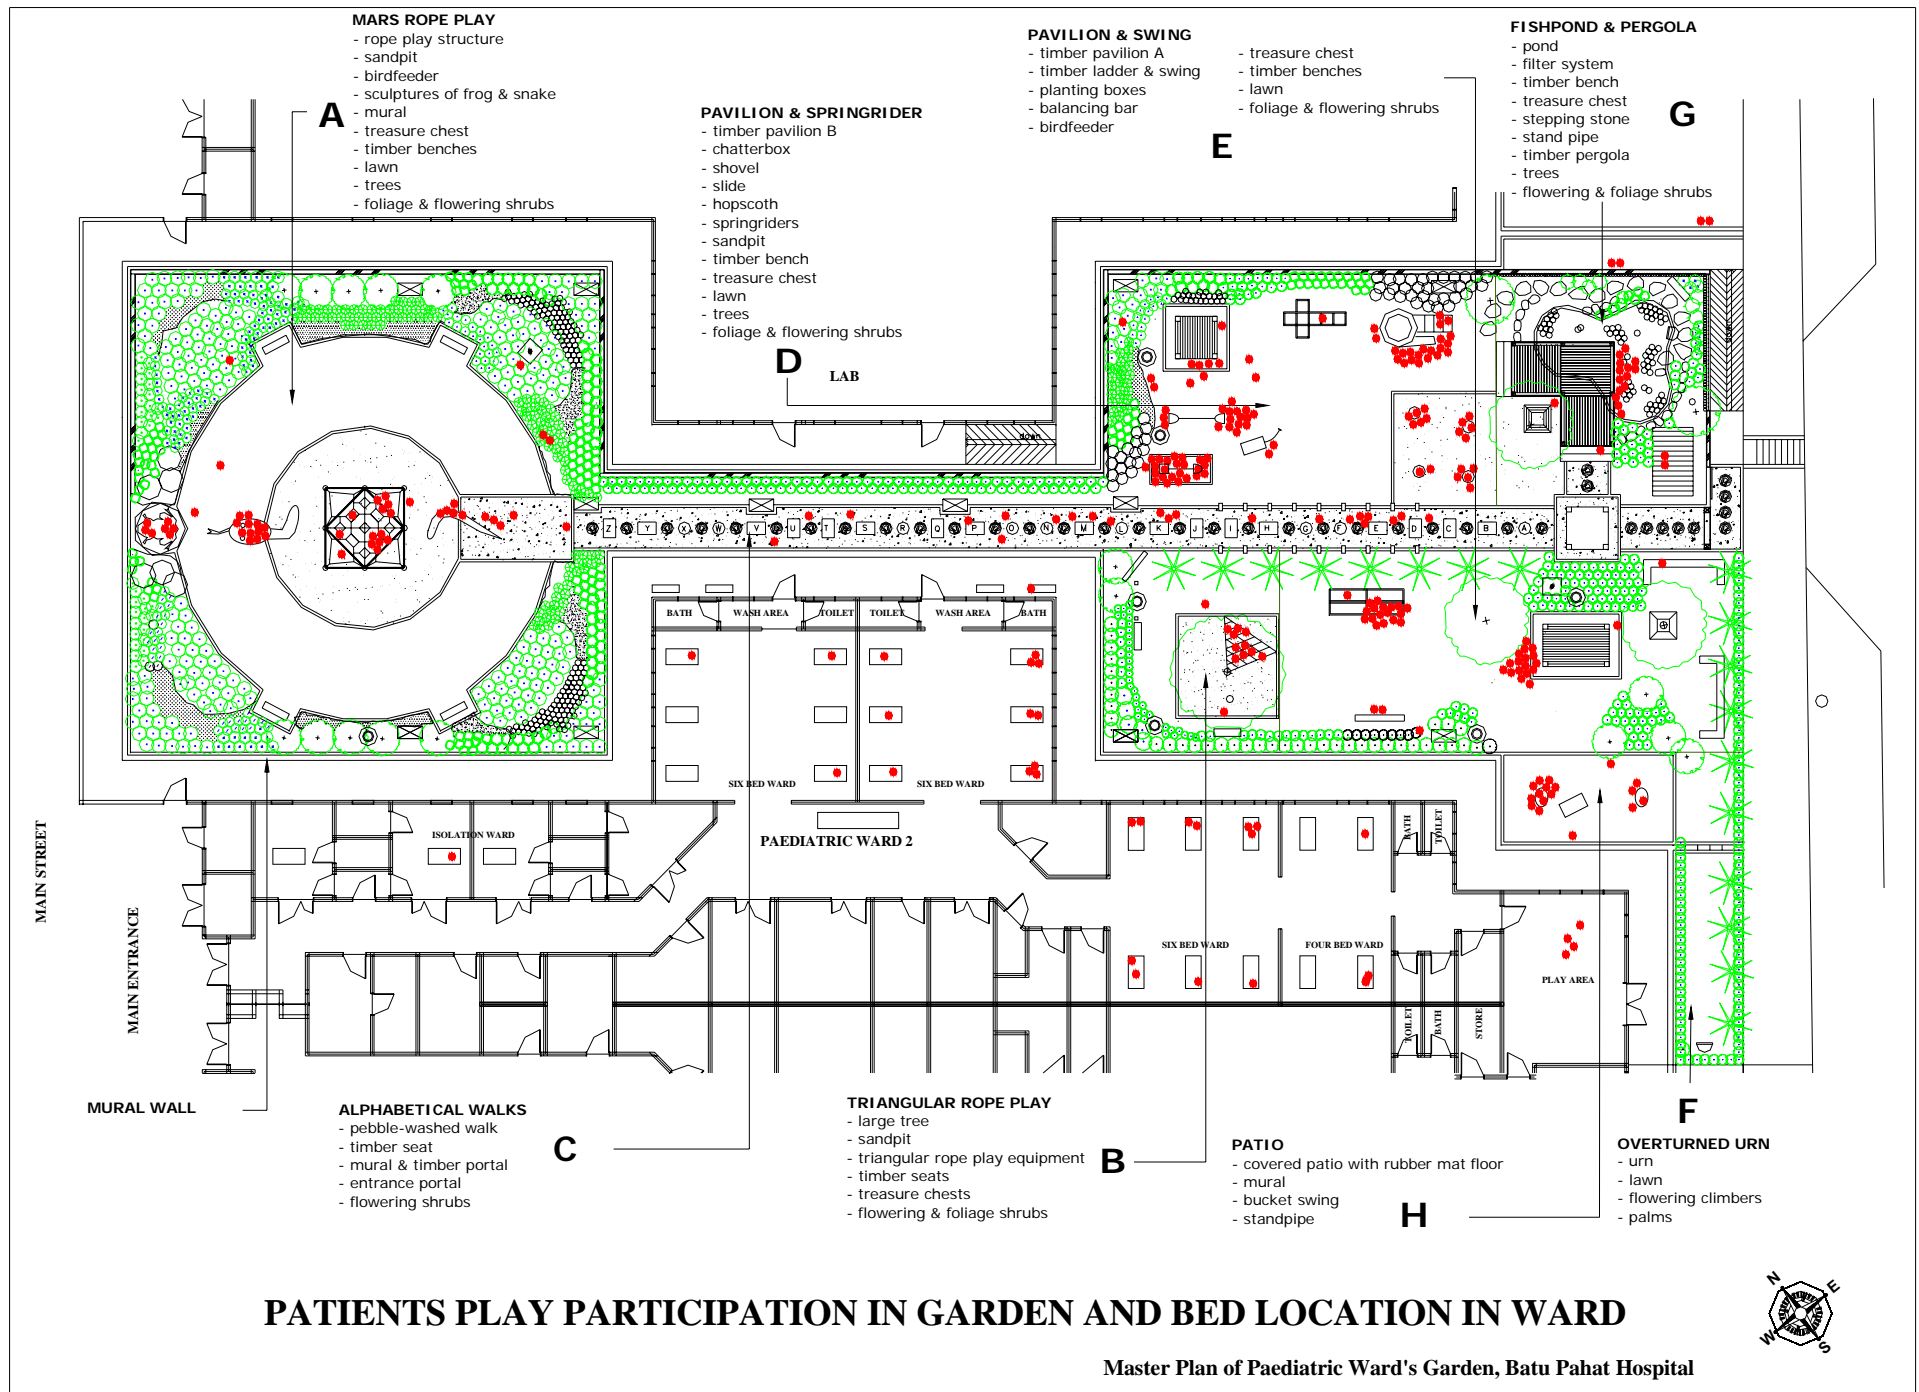 MARS ROPE PLAY
- rope play structure
- sandpit
- birdfeeder
- sculptures of frog & snake
- mural
- treasure chest
- timber benches
- lawn
- trees
- foliage & flowering shrubs
A
PAVILION & SPRINGRIDER
- timber pavilion B
- chatterbox
- shovel
- slide
- hopscoth
- springriders
- sandpit
- timber bench
- treasure chest
- lawn
- trees
- foliage & flowering shrubs
D
LAB
PAVILION & SWING
- timber pavilion A
- timber ladder & swing
- planting boxes
- balancing bar
- birdfeeder
- treasure chest
- timber benches
- lawn
- foliage & flowering shrubs
E
FISHPOND & PERGOLA
- pond
- filter system
- timber bench
- treasure chest
- stepping stone
- stand pipe
- timber pergola
- trees
- flowering & foliage shrubs
G
down
down
Z Y X W V U T S R Q P O N M L K J I H G F E D C B A
BATH WASH AREA TOILET TOILET WASH AREA BATH
SIX BED WARD SIX BED WARD
ISOLATION WARD
PAEDIATRIC WARD 2
BATH
TOILET
SIX BED WARD FOUR BED WARD
PLAY AREA
TOILET
BATH
STORE
MAIN STREET
MAIN ENTRANCE
MURAL WALL
ALPHABETICAL WALKS
- pebble-washed walk
- timber seat
- mural & timber portal
- entrance portal
- flowering shrubs
C
TRIANGULAR ROPE PLAY
- large tree
- sandpit
- triangular rope play equipment
- timber seats
- treasure chests
- flowering & foliage shrubs
B
PATIO
- covered patio with rubber mat floor
- mural
- bucket swing
- standpipe
H
F
OVERTURNED URN
- urn
- lawn
- flowering climbers
- palms
PATIENTS PLAY PARTICIPATION IN GARDEN AND BED LOCATION IN WARD
Master Plan of Paediatric Ward's Garden, Batu Pahat Hospital
N
E
W
S